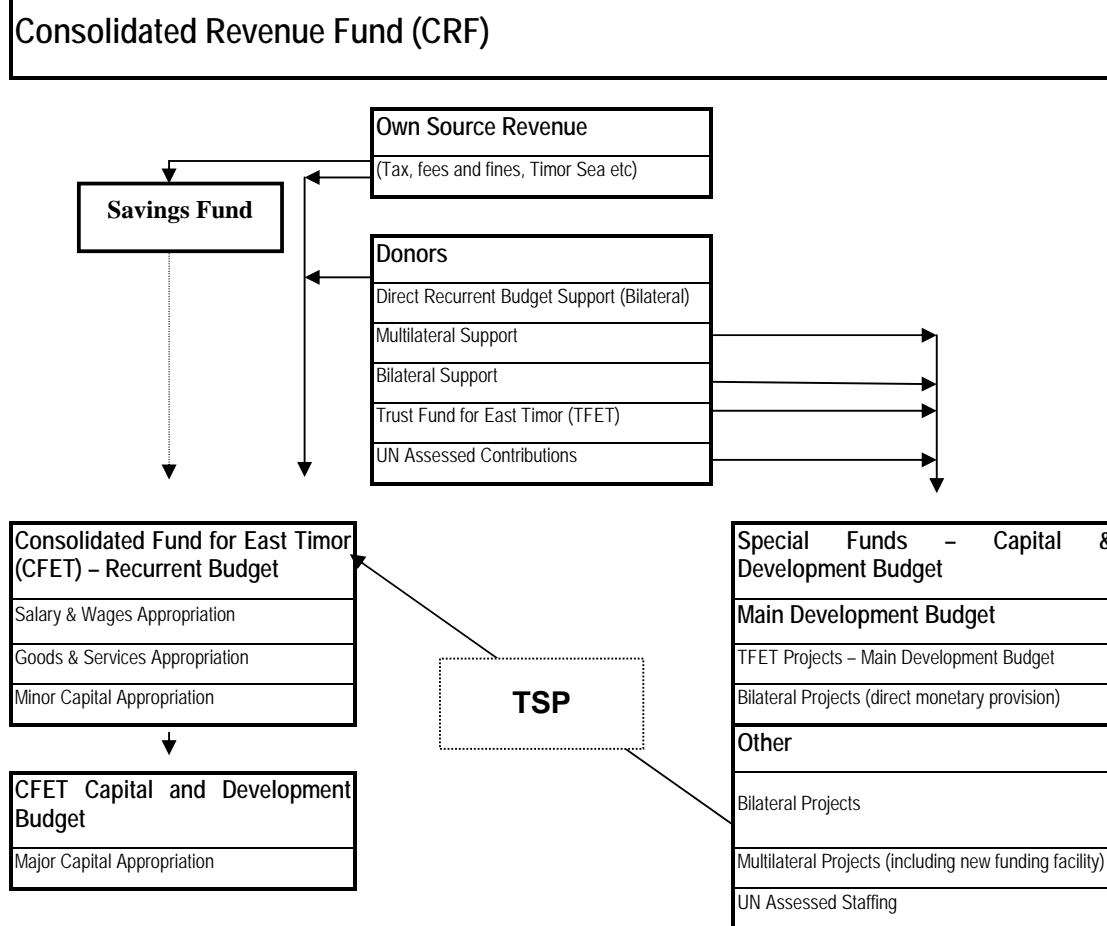 Consolidated Revenue Fund (CRF)
Own Source Revenue
(Tax, fees and fines, Timor Sea etc)
Savings Fund
Donors
Direct Recurrent Budget Support (Bilateral)
Multilateral Support
Bilateral Support
Trust Fund for East Timor (TFET)
UN Assessed Contributions
Consolidated Fund for East Timor
(CFET) – Recurrent Budget
Salary & Wages Appropriation
Goods & Services Appropriation
Minor Capital Appropriation
CFET Capital and Development
Budget
Major Capital Appropriation
TSP
Special Funds – Capital &
Development Budget
Main Development Budget
TFET Projects – Main Development Budget
Bilateral Projects (direct monetary provision)
Other
Bilateral Projects
Multilateral Projects (including new funding facility)
UN Assessed Staffing